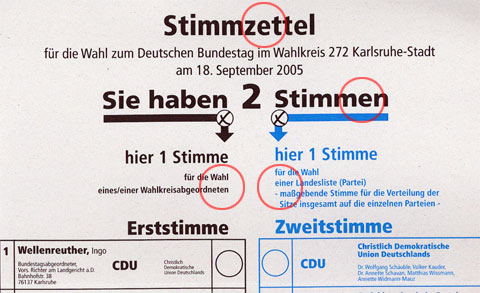 Stimmzettel
für die Wahl zum Deutschen Bundestag im Wahlkreis 272 Karlsruhe-Stadt
am 18. September 2005
Sie haben 2 Stimmen
hier 1 Stimme
für die Wahl
eines/einer Wahlkreisabgeordneten
hier 1 Stimme
für die Wahl
einer Landesliste (Partei)
- maßgebende Stimme für die Verteilung der
Sitze insgesamt auf die einzelnen Parteien -
Erststimme
Zweitstimme
1 Wellenreuther, Ingo
Bundestagsabgeordneter,
Vors. Richter am Landgericht a.D.
Bahnhofstr. 38
76137 Karlsruhe
CDU
Christlich
Demokratische
Union Deutschlands
CDU
Christlich Demokratische
Union Deutschlands
Dr. Wolfgang Schäuble, Volker Kauder,
Dr. Annette Schavan, Matthias Wissmann,
Annette Widmann-Mauz